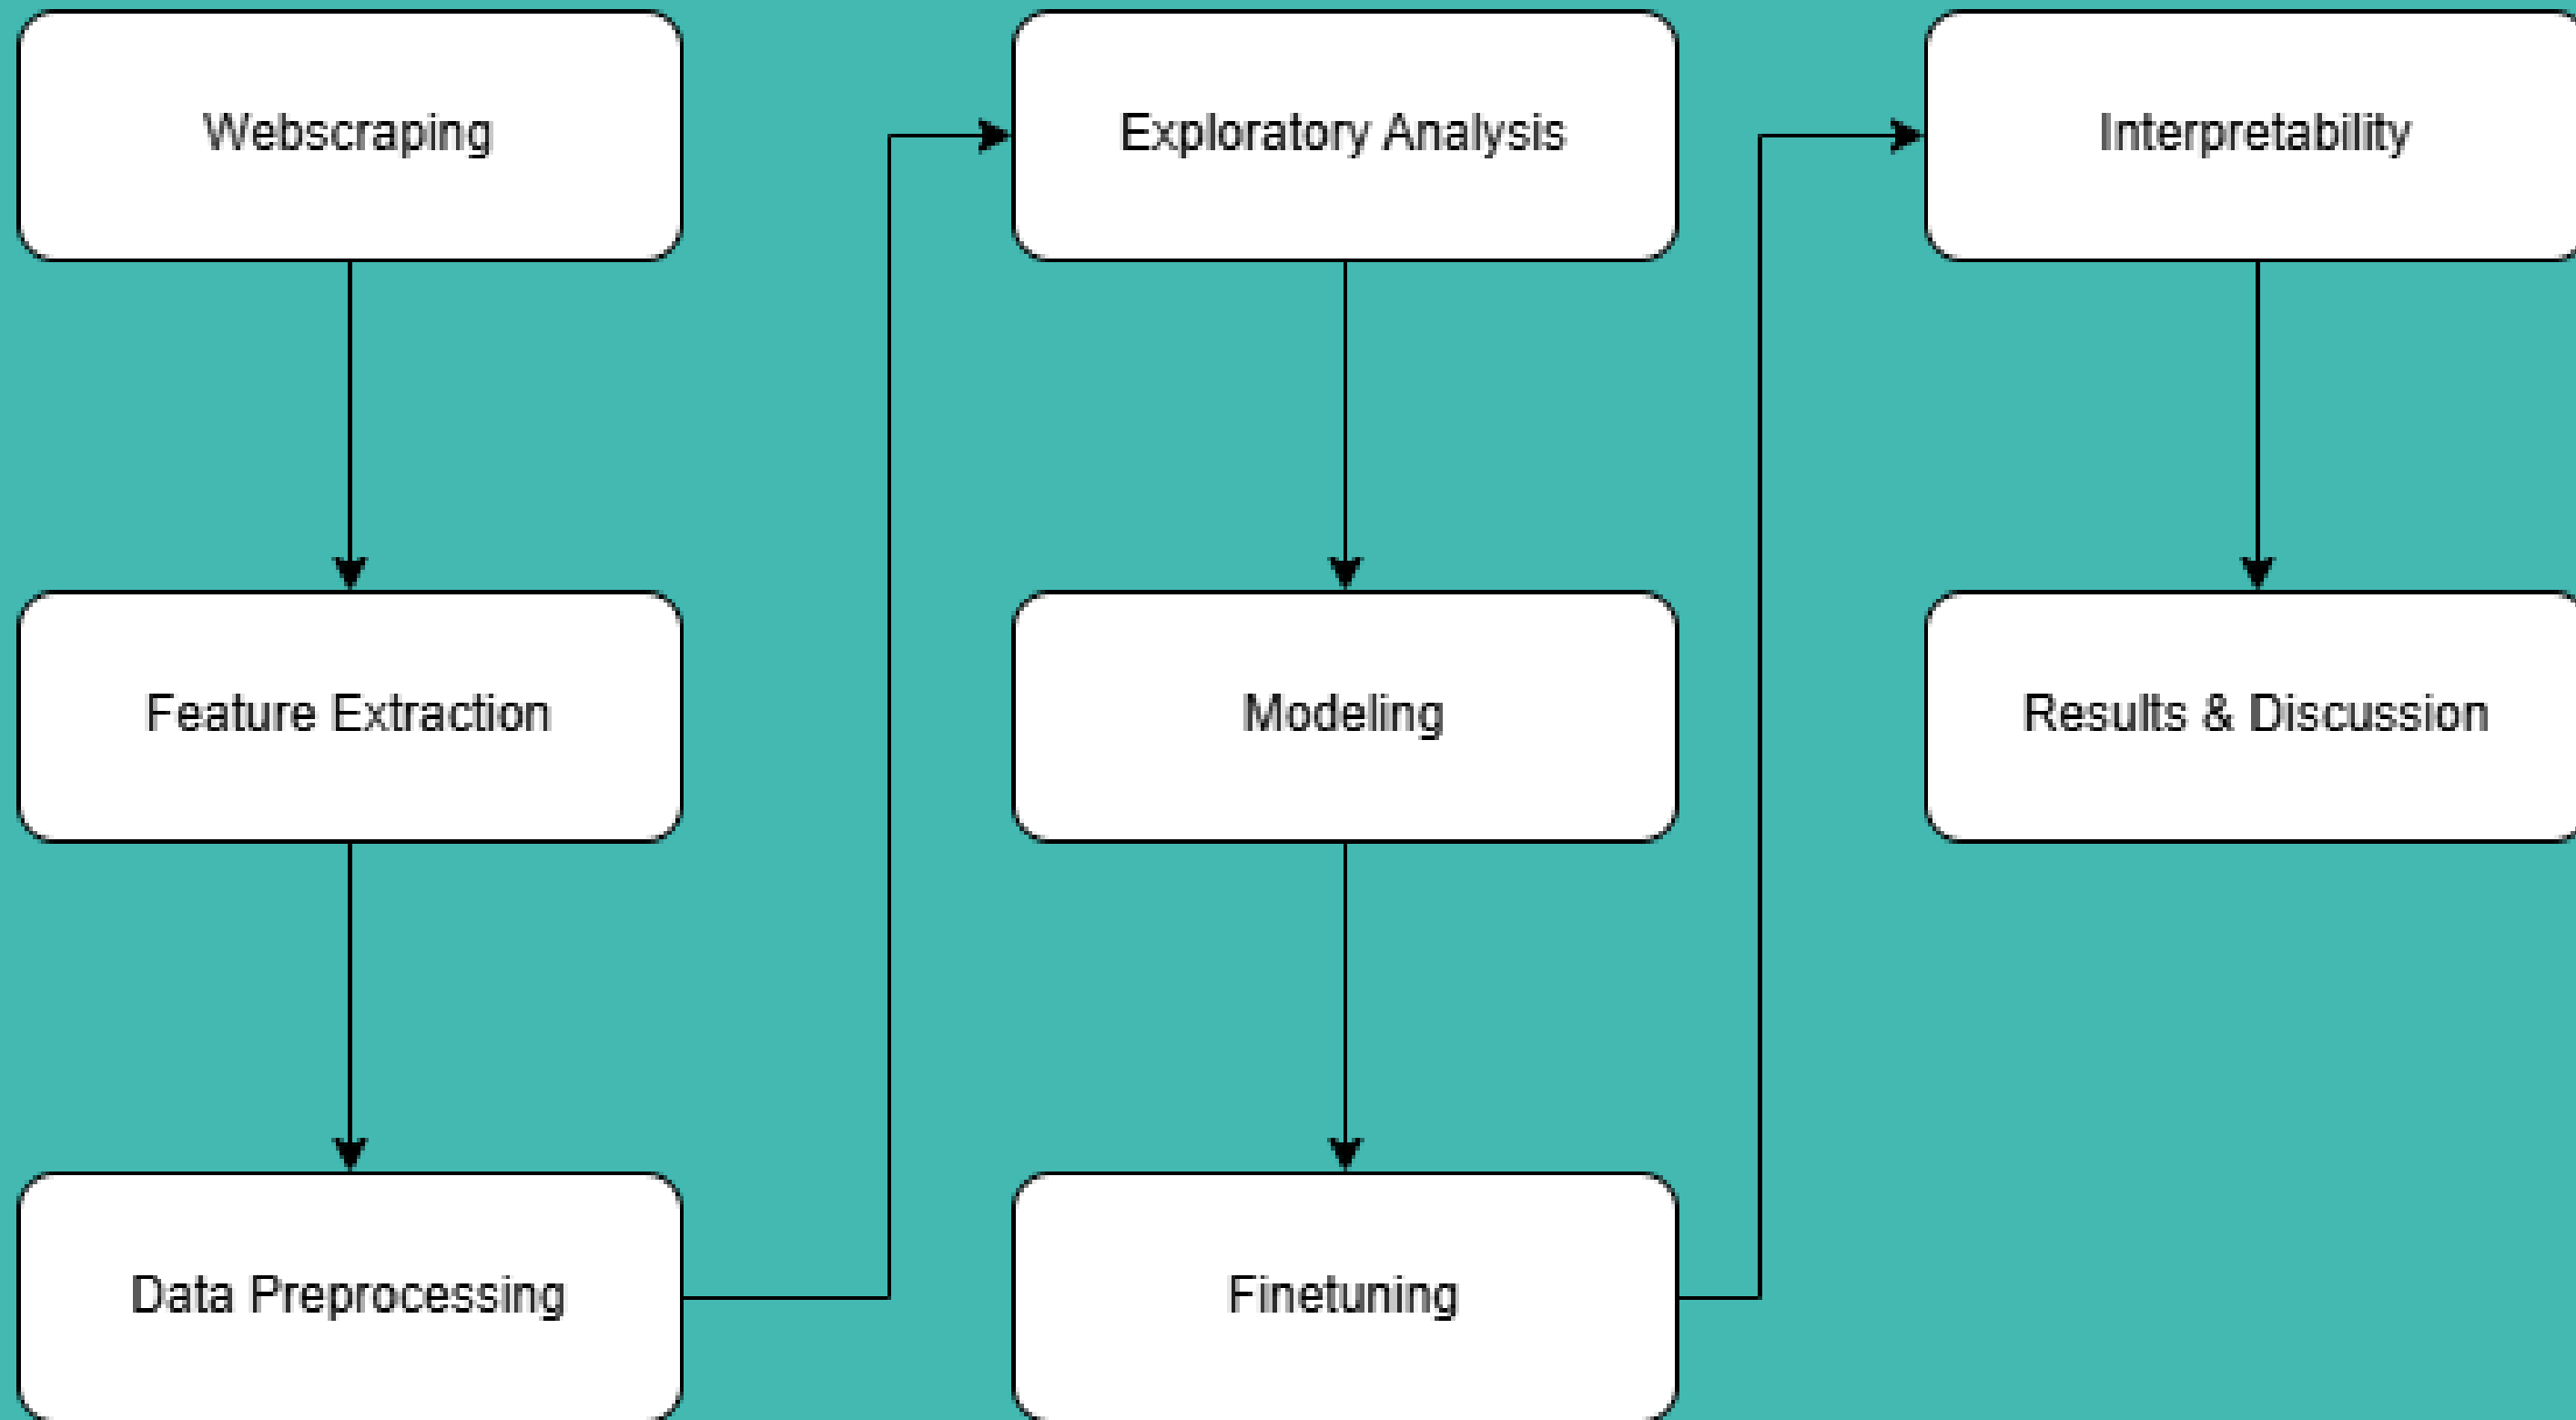 Webscraping
Feature Extraction
Data Preprocessing
Exploratory Analysis
Modeling
Finetuning
Interpretability
Results & Discussion